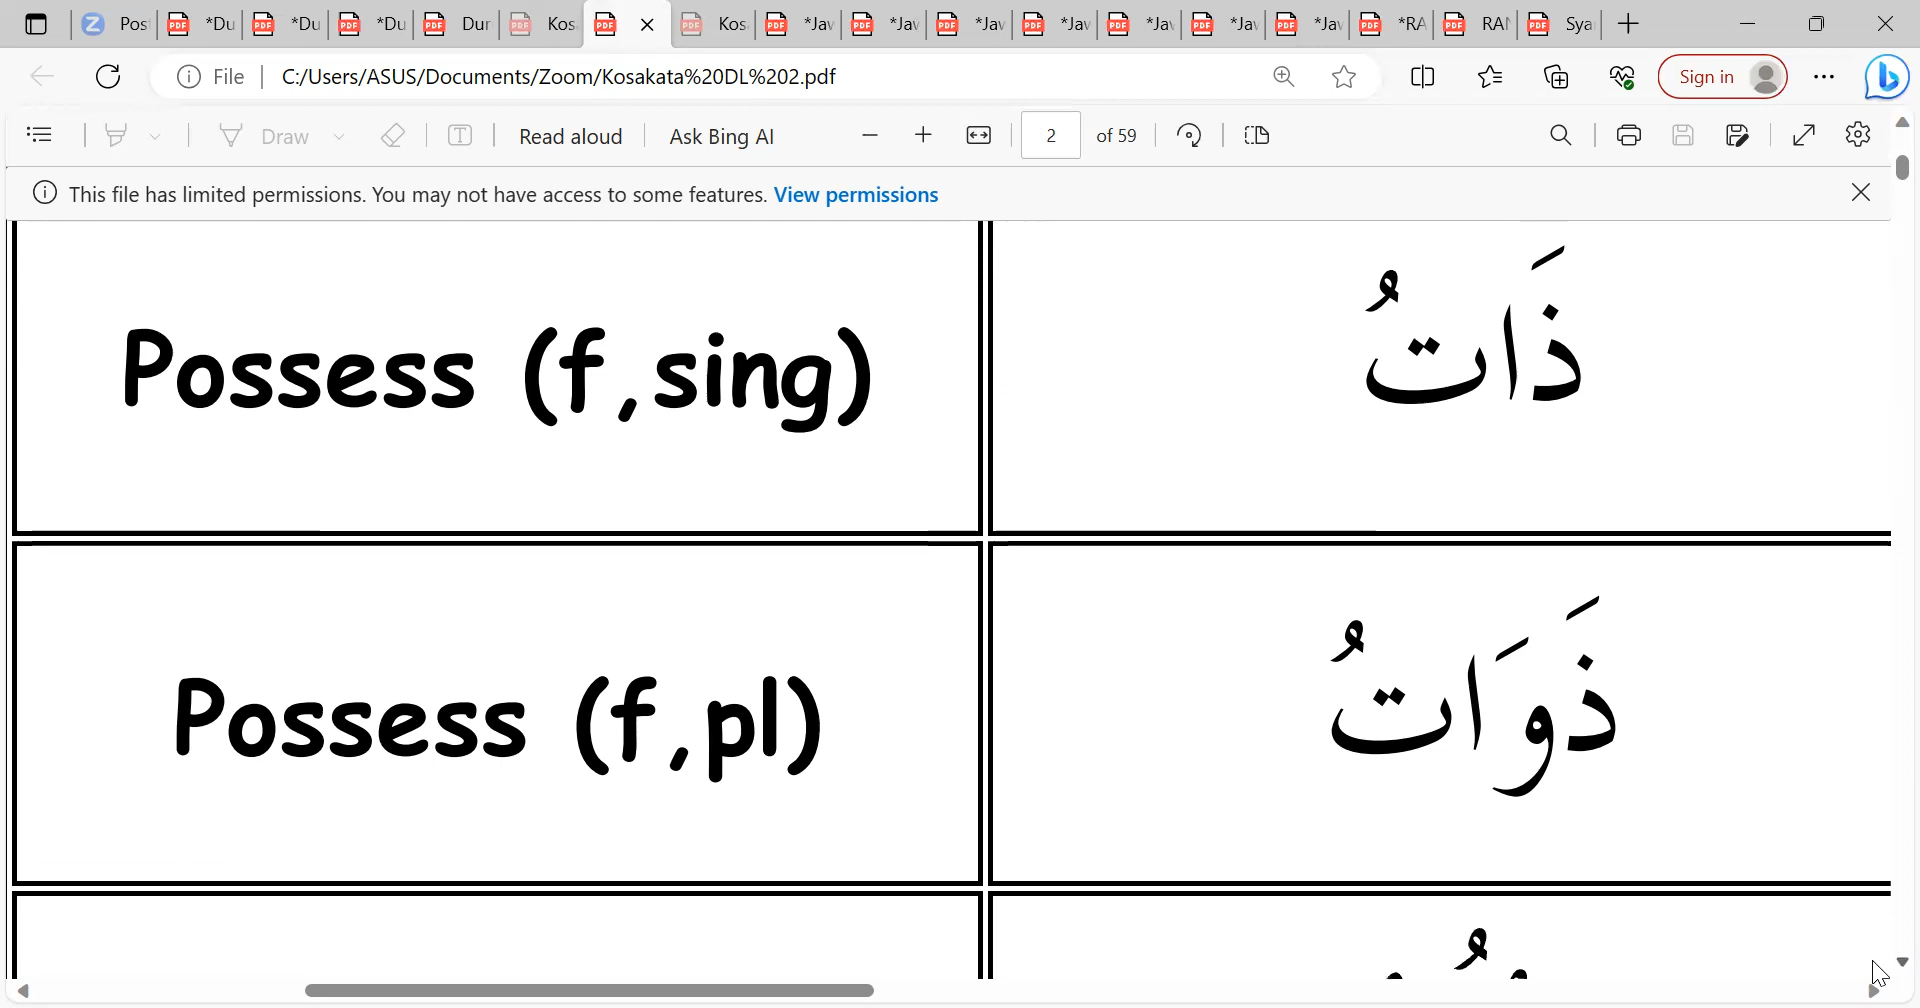 Pos *Du *Du *Du Dur Kos Kos *Jav *Jav *Jav *Jav *Jav *Jav *Jav *RA RAN Sya
File C:/Users/ASUS/Documents/Zoom/Kosakata%20DL%202.pdf Sign in
Draw Read aloud Ask Bing AI 2 of 59
This file has limited permissions. You may not have access to some features. View permissions
Possess (f,sing) ذَاتُ
Possess (f,pl) ذَوَاتُ